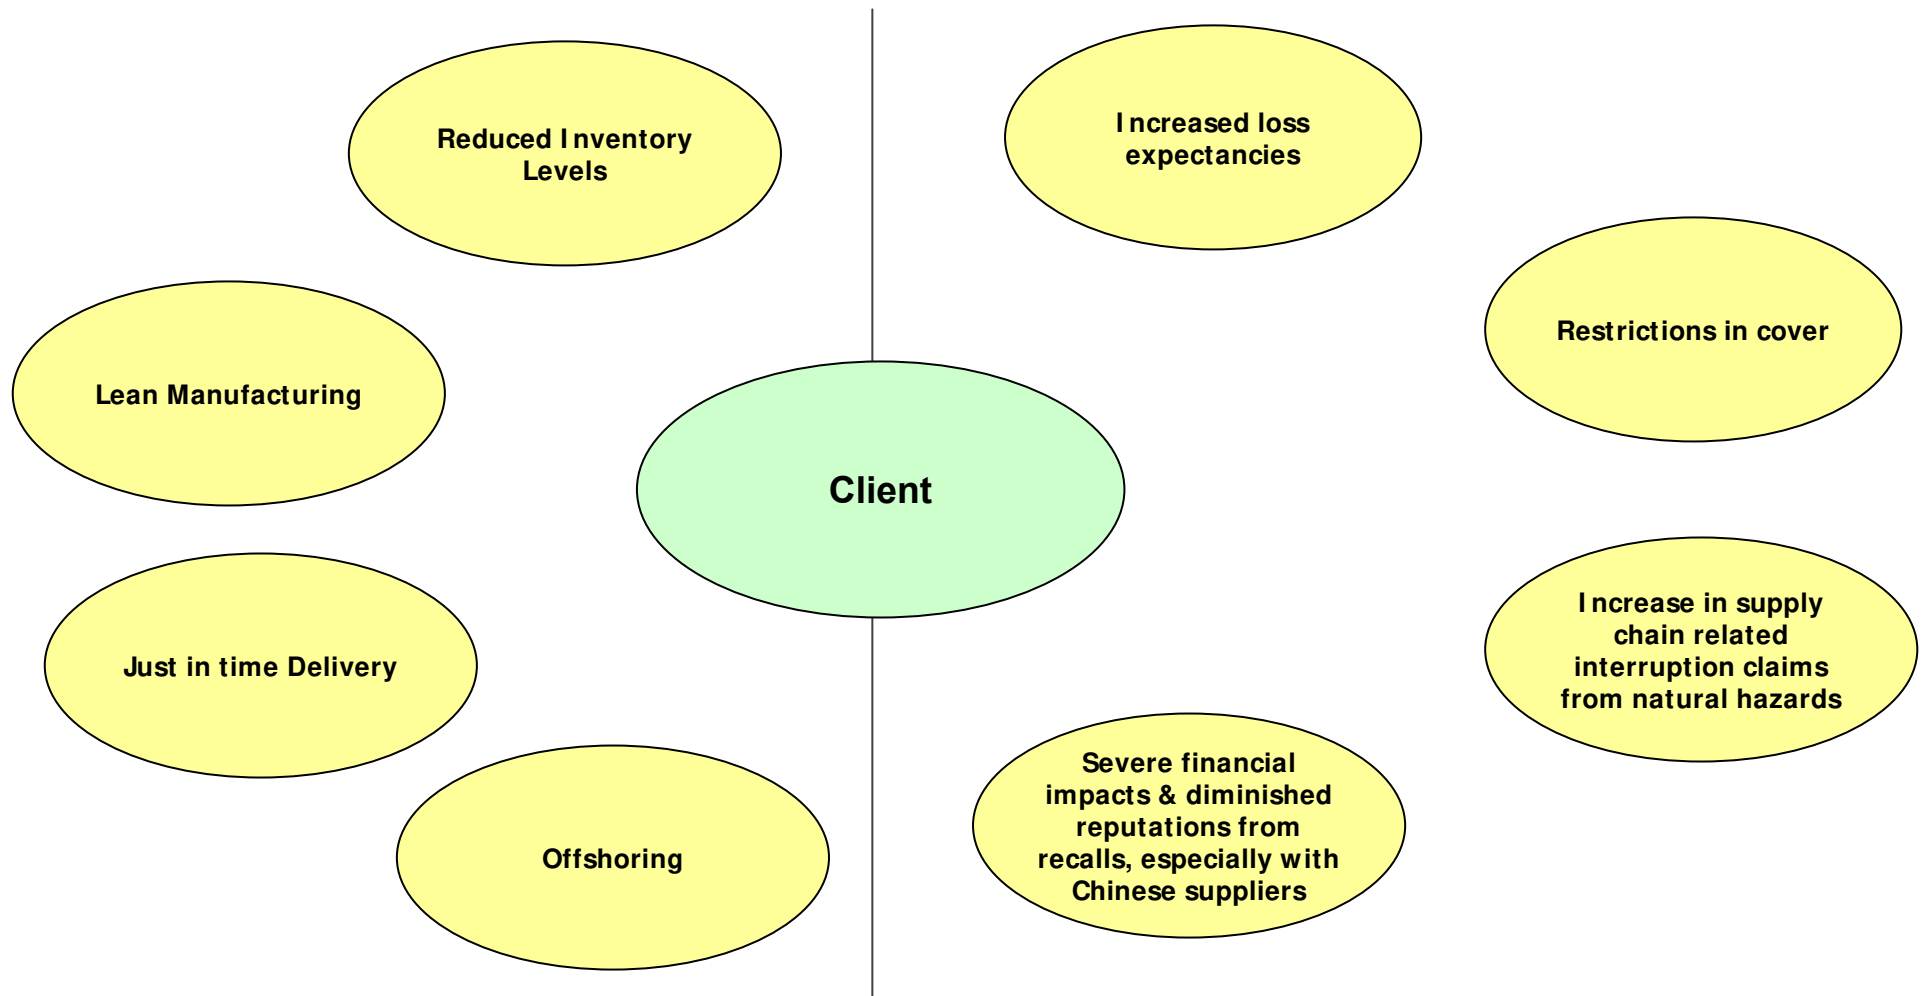 Reduced Inventory
Levels
Lean Manufacturing
Just in time Delivery
Offshoring
Client
Increased loss
expectancies
Restrictions in cover
Increase in supply
chain related
interruption claims
from natural hazards
Severe financial
impacts & diminished
reputations from
recalls, especially with
Chinese suppliers